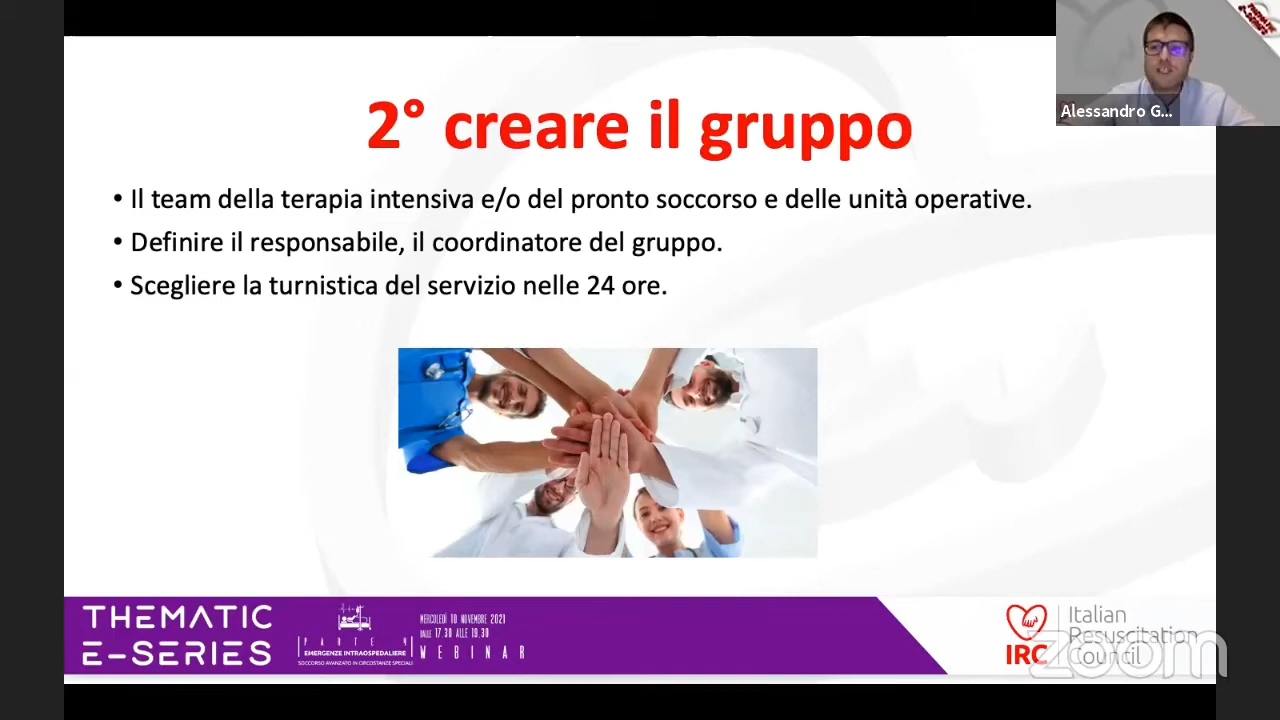 Alessandro G...
2° creare il gruppo
• Il team della terapia intensiva e/o del pronto soccorso e delle unità operative.
• Definire il responsabile, il coordinatore del gruppo.
• Scegliere la turnistica del servizio nelle 24 ore.
THEMATIC
E-SERIES
PARTE 4
EMERGENZE INTRAOSPEDALIERE
SOCCORSO AVANZATO IN CIRCOSTANZE SPECIALI
MERCOLEDÌ 10 NOVEMBRE 2021
DALLE 17.30 ALLE 19.30
WEBINAR
IRC
Italian
Resuscitation
Council
zoom